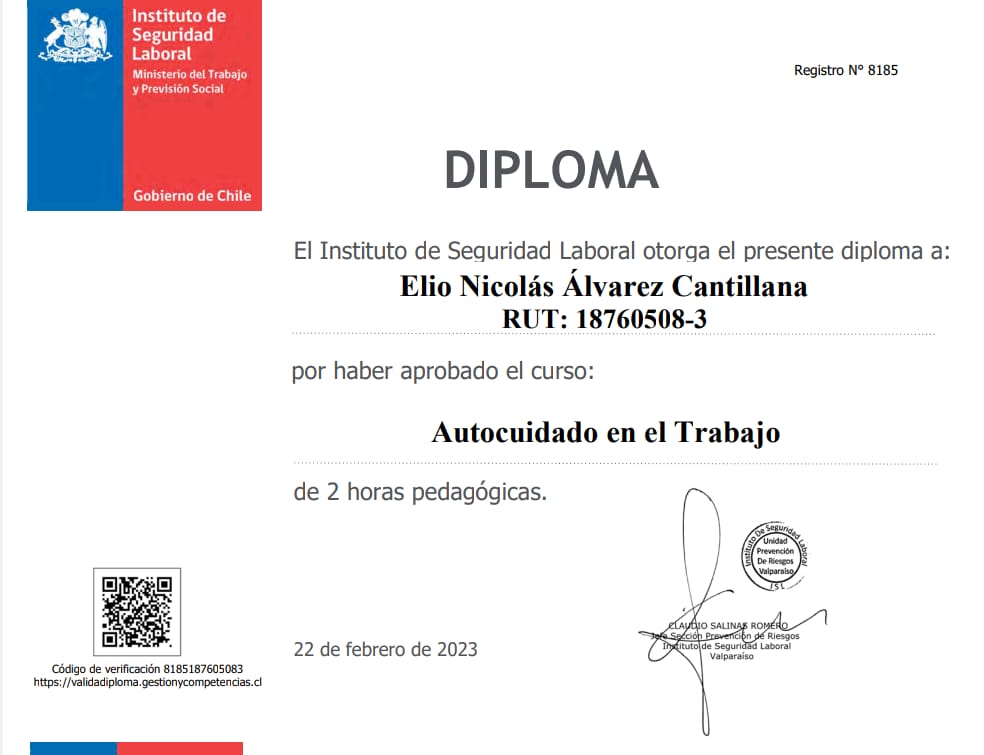 Instituto de
Seguridad
Laboral
Ministerio del Trabajo
y Previsión Social
Gobierno de Chile
Registro N° 8185
DIPLOMA
El Instituto de Seguridad Laboral otorga el presente diploma a:
Elio Nicolás Álvarez Cantillana
RUT: 18760508-3
por haber aprobado el curso:
Autocuidado en el Trabajo
de 2 horas pedagógicas.
Instituto De Seguridad Laboral
Unidad
Prevención
De Riesgos
Valparaíso
I S L
CLAUDIO SALINAS ROMERO
Jefe Sección Prevención de Riesgos
Instituto de Seguridad Laboral
Valparaíso
22 de febrero de 2023
Código de verificación 8185187605083
https://validadiploma.gestionycompetencias.cl